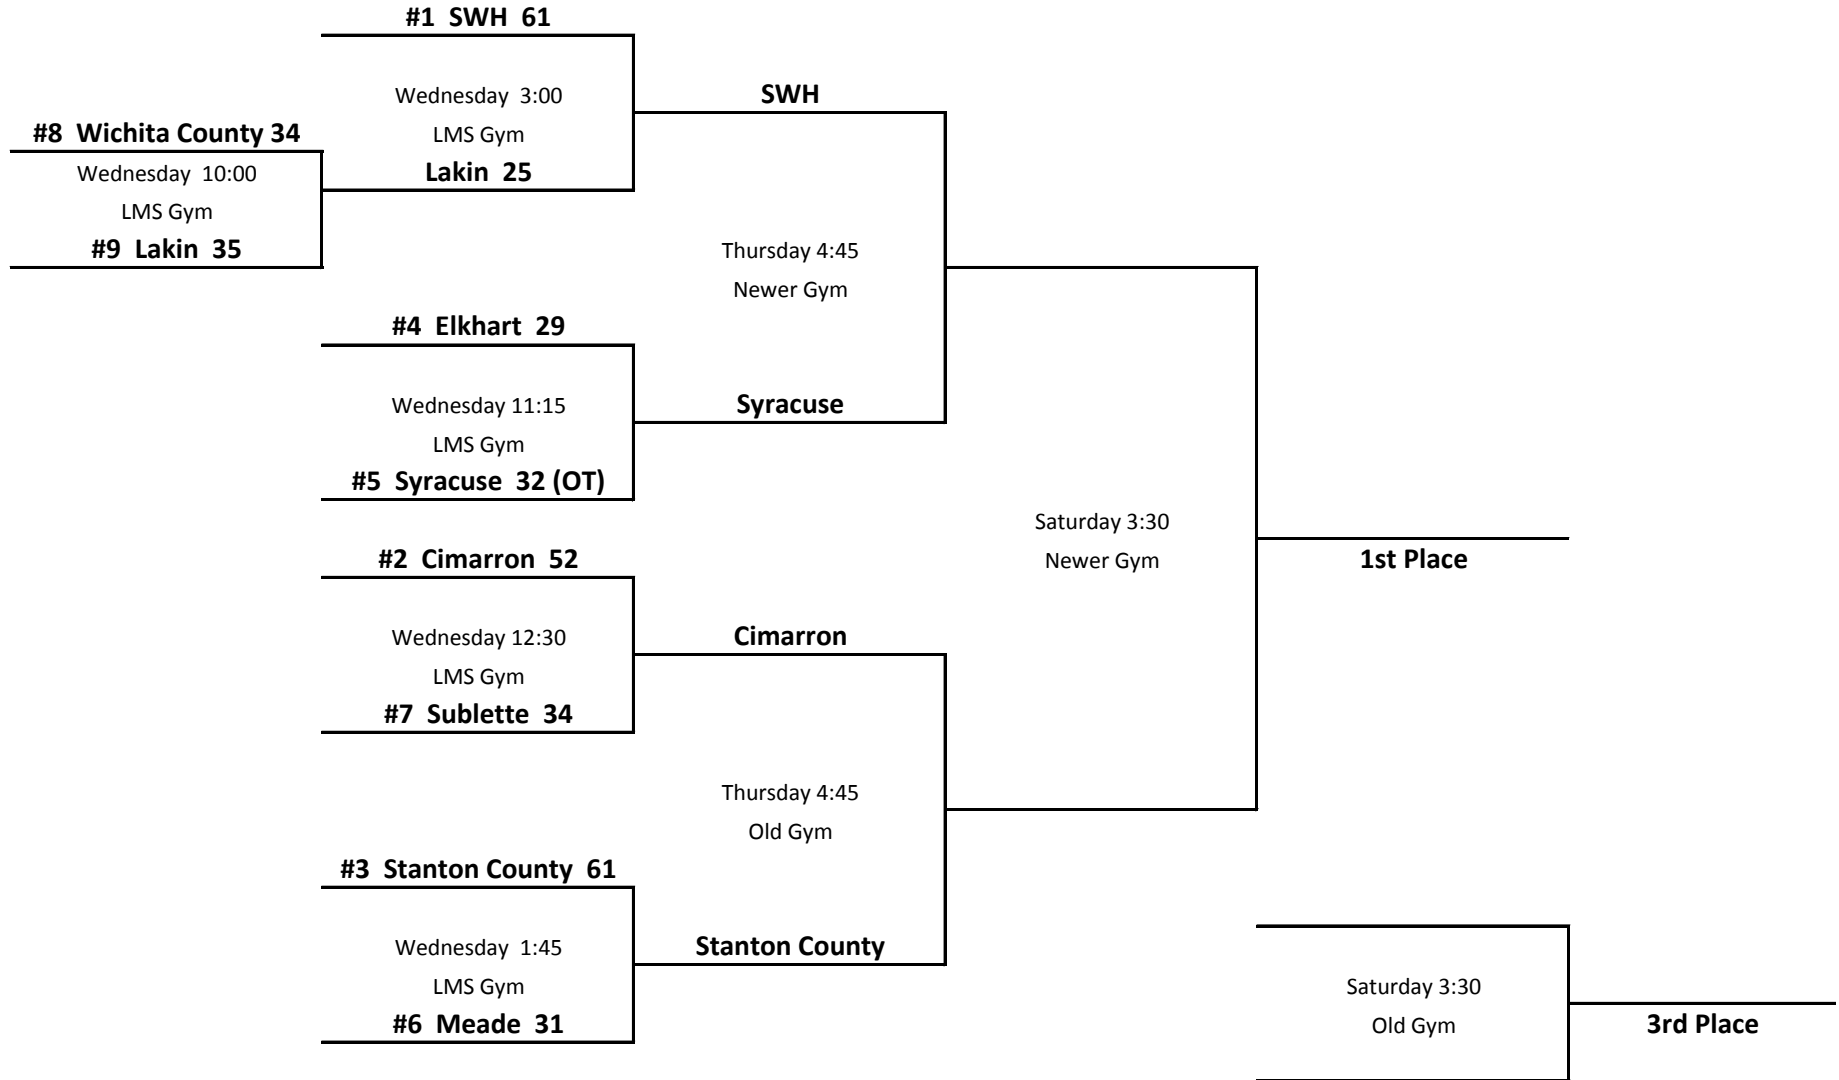 #1 SWH 61
Wednesday 3:00
SWH
#8 Wichita County 34
LMS Gym
Wednesday 10:00
Lakin 25
LMS Gym
#9 Lakin 35
Thursday 4:45
Newer Gym
#4 Elkhart 29
Wednesday 11:15
Syracuse
LMS Gym
#5 Syracuse 32 (OT)
Saturday 3:30
#2 Cimarron 52
Newer Gym
1st Place
Wednesday 12:30
Cimarron
LMS Gym
#7 Sublette 34
Thursday 4:45
Old Gym
#3 Stanton County 61
Wednesday 1:45
Stanton County
LMS Gym
Saturday 3:30
#6 Meade 31
Old Gym
3rd Place